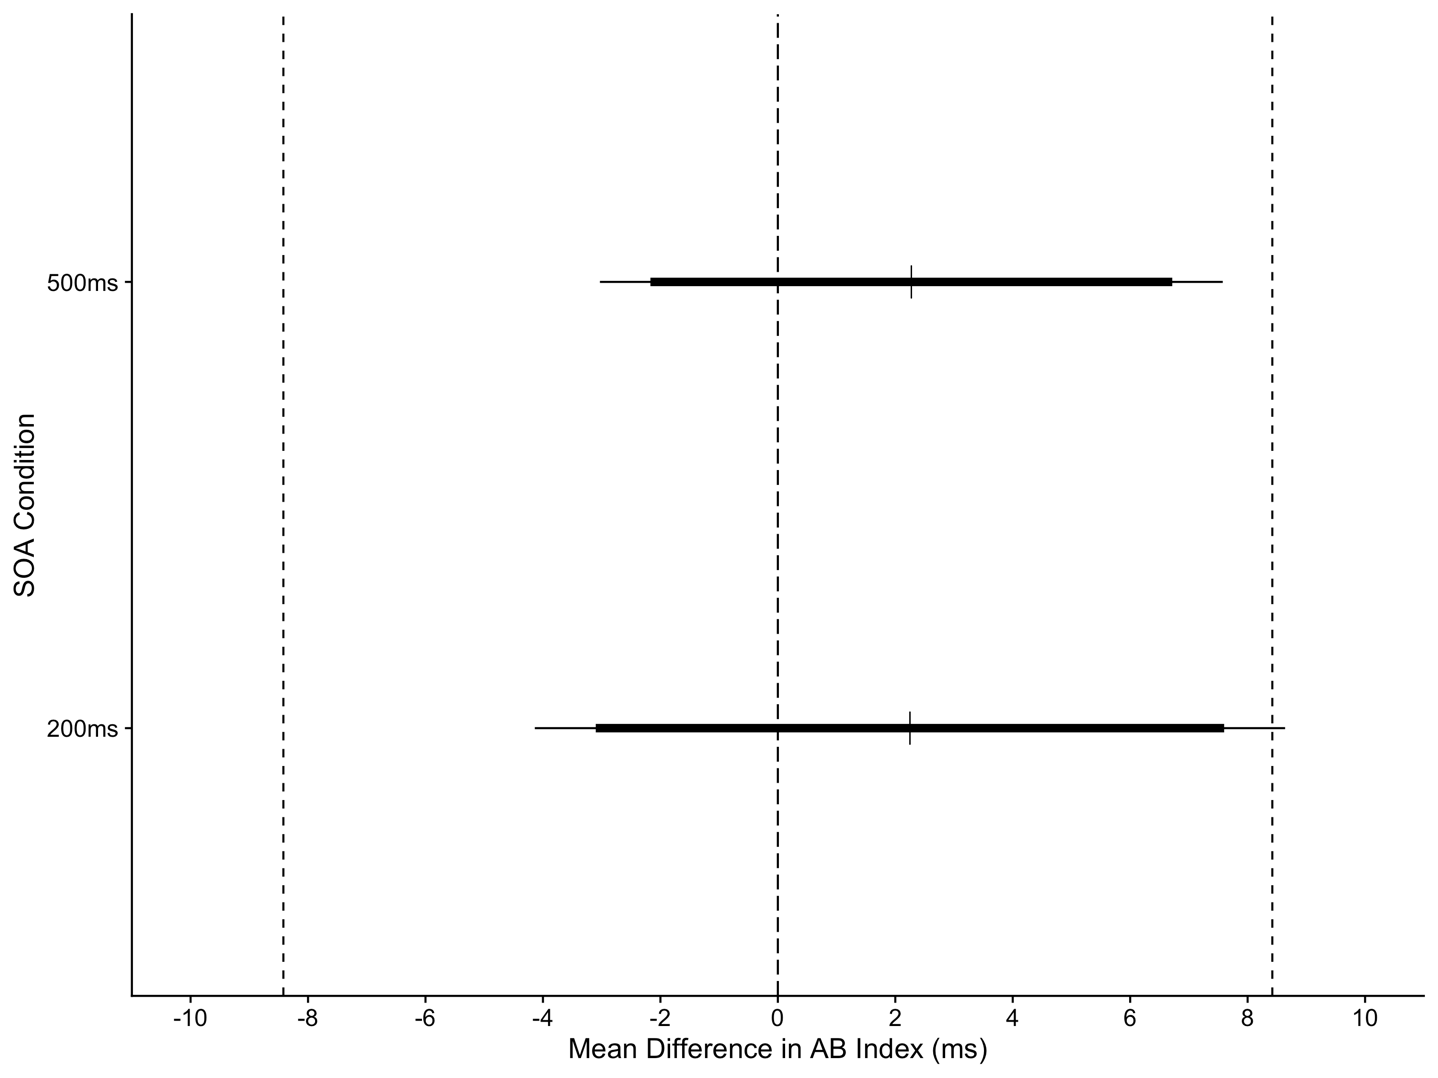 500ms
SOA Condition
200ms
-10 -8 -6 -4 -2 0 2 4 6 8 10
Mean Difference in AB Index (ms)